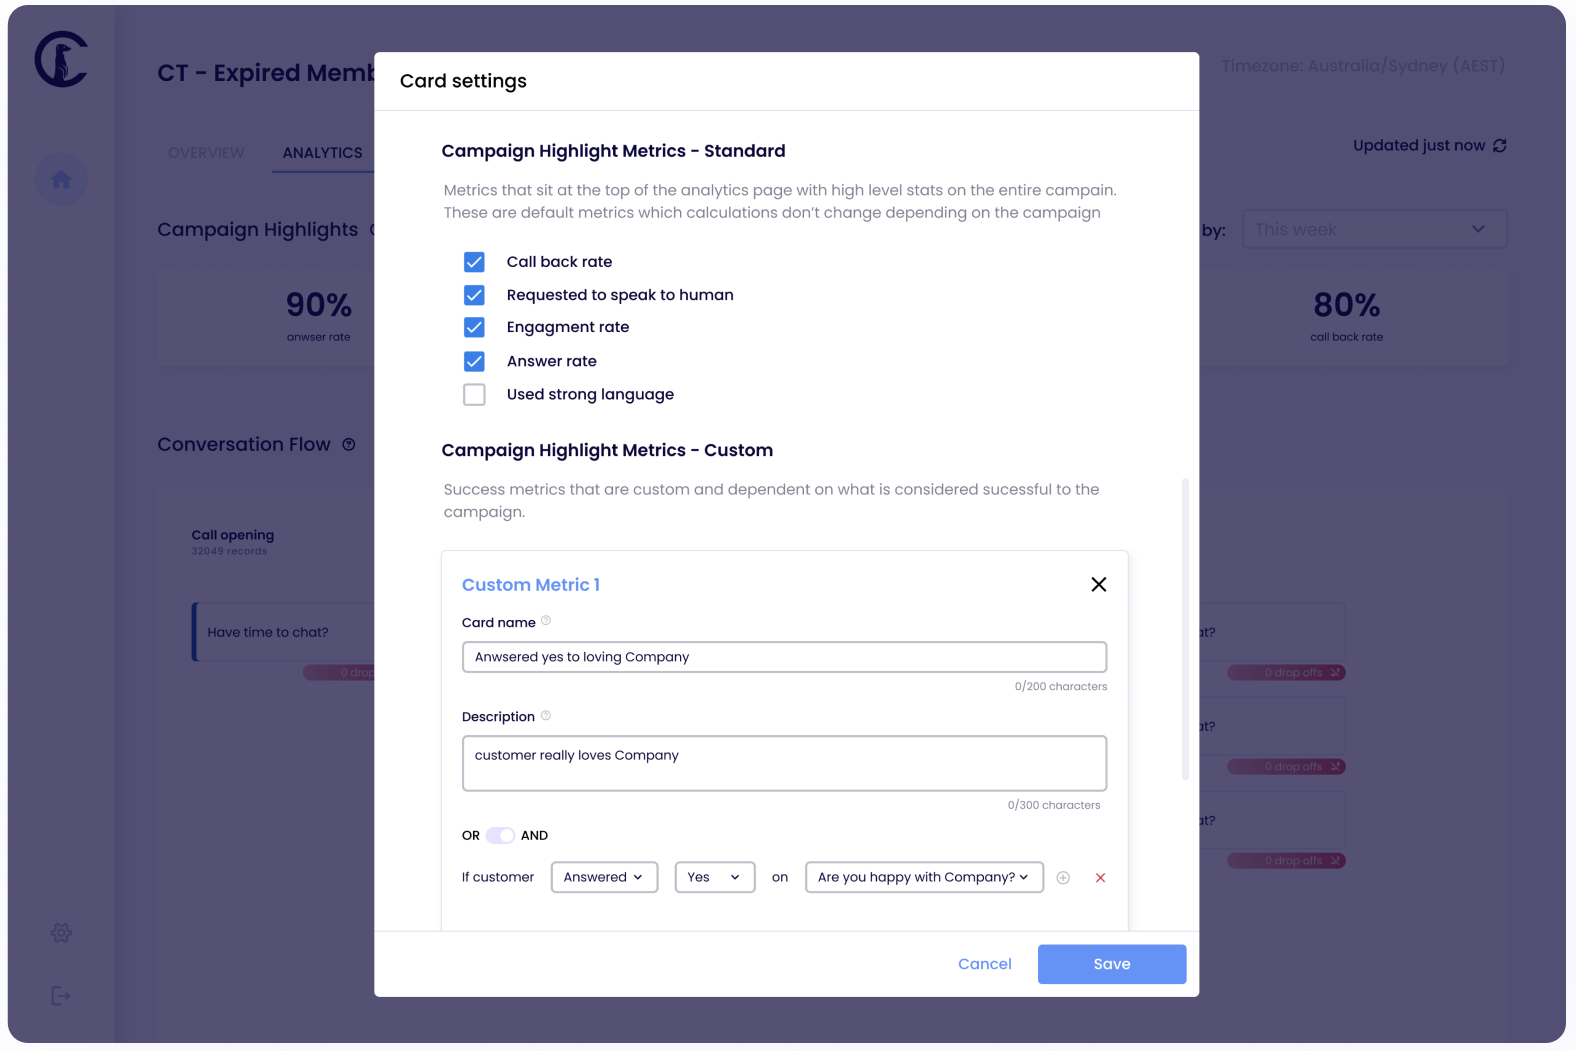 CT - Expired Memb
Timezone: Australia/Sydney (AEST)
OVERVIEW
ANALYTICS
Updated just now
Campaign Highlights
by:
This week
90%
anwser rate
80%
call back rate
Conversation Flow
Call opening
32049 records
Have time to chat?
0 drop
at?
0 drop offs
at?
0 drop offs
at?
0 drop offs
Card settings
Campaign Highlight Metrics - Standard
Metrics that sit at the top of the analytics page with high level stats on the entire campain.
These are default metrics which calculations don't change depending on the campaign
Call back rate
Requested to speak to human
Engagment rate
Answer rate
Used strong language
Campaign Highlight Metrics - Custom
Success metrics that are custom and dependent on what is considered sucessful to the
campaign.
Custom Metric 1
Card name
Anwsered yes to loving Company
0/200 characters
Description
customer really loves Company
0/300 characters
OR AND
If customer Answered Yes on Are you happy with Company?
Cancel Save